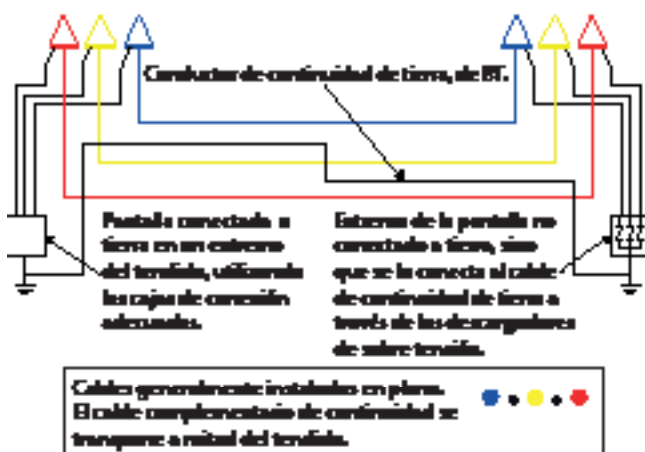 Conductor de continuidad de tierra, de BT.
Pantalla conectada a
tierra en un extremo
del tendido, utilizando
las cajas de conexión
adecuadas.
Extremo de la pantalla no
conectado a tierra, sino
que se la conecta al cable
de continuidad de tierra a
través de los descargadores
de sobre tensión.
Cables generalmente instalados en plano.
El cable complementario de continuidad se
transpone a mitad del tendido.